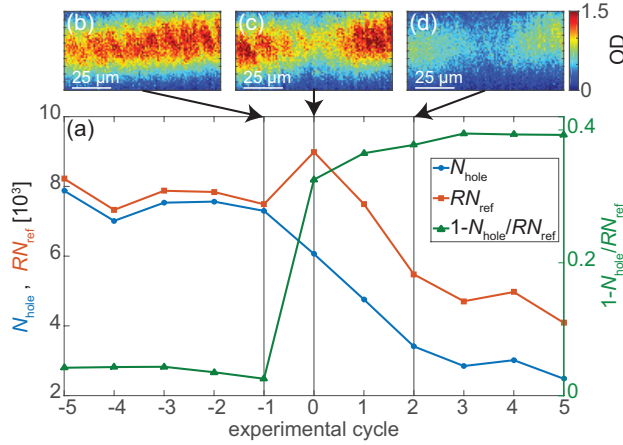 (b) (c) (d) 1.5
25 μm 25 μm 25 μm 0 OD
(a)
10
8
6
4
2
N_hole , RN_ref [10³]
N_hole
RN_ref
1-N_hole/RN_ref
0.4
0.2
0
1-N_hole/RN_ref
-5 -4 -3 -2 -1 0 1 2 3 4 5
experimental cycle